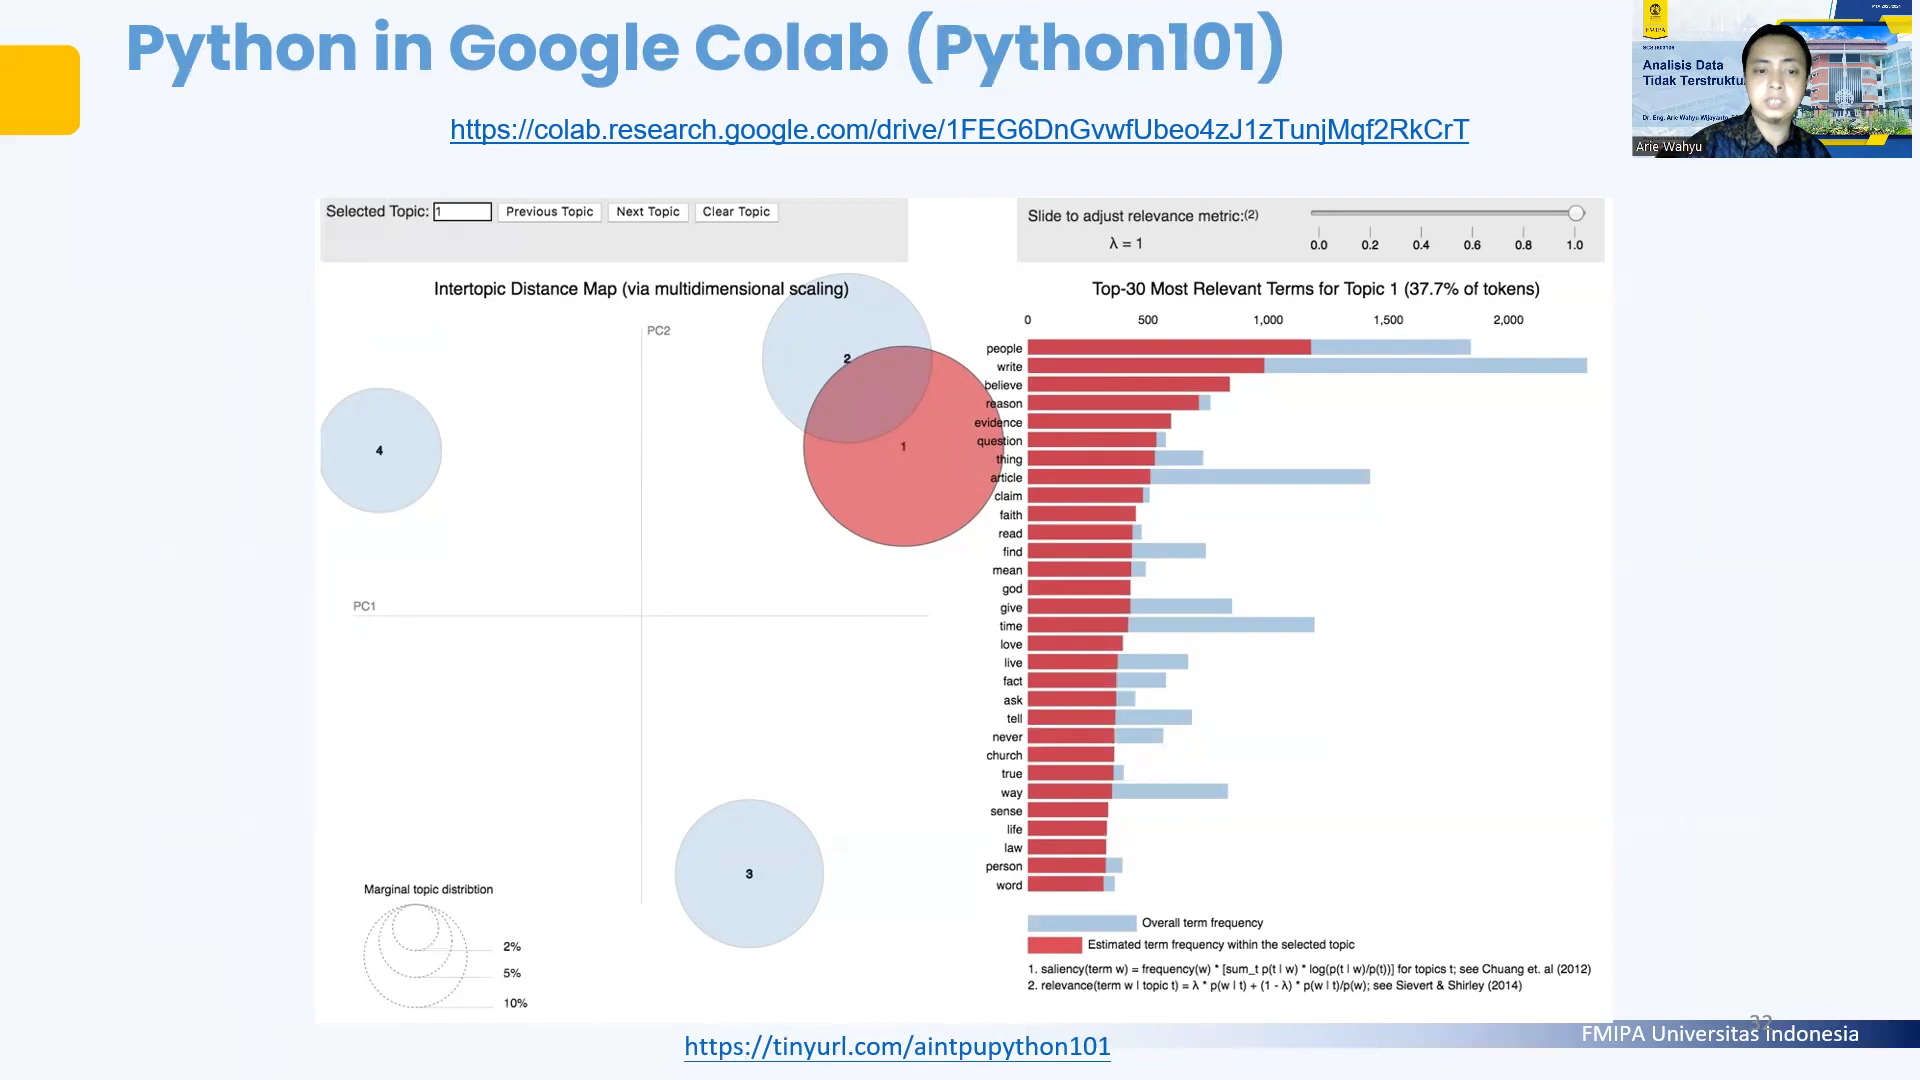 Python in Google Colab (Python101)
https://colab.research.google.com/drive/1FEG6DnGvwfUbeo4zJ1zTunjMqf2RkCrT
FMIPA
Analisis Data
Tidak Terstruktu
Dr. Eng. Arie Wahyu Wijayanto,
Arie Wahyu
Selected Topic: 1 Previous Topic Next Topic Clear Topic
Slide to adjust relevance metric:(2)
λ = 1
0.0 0.2 0.4 0.6 0.8 1.0
Intertopic Distance Map (via multidimensional scaling)
PC2
PC1
2
1
4
3
Marginal topic distribtion
2%
5%
10%
Top-30 Most Relevant Terms for Topic 1 (37.7% of tokens)
0 500 1,000 1,500 2,000
people
write
believe
reason
evidence
question
thing
article
claim
faith
read
find
mean
god
give
time
love
live
fact
ask
tell
never
church
true
way
sense
life
law
person
word
Overall term frequency
Estimated term frequency within the selected topic
1. saliency(term w) = frequency(w) * [sum_t p(t | w) * log(p(t | w)/p(t))] for topics t; see Chuang et. al (2012)
2. relevance(term w | topic t) = λ * p(w | t) + (1 - λ) * p(w | t)/p(w); see Sievert & Shirley (2014)
32
FMIPA Universitas Indonesia
https://tinyurl.com/aintpupython101